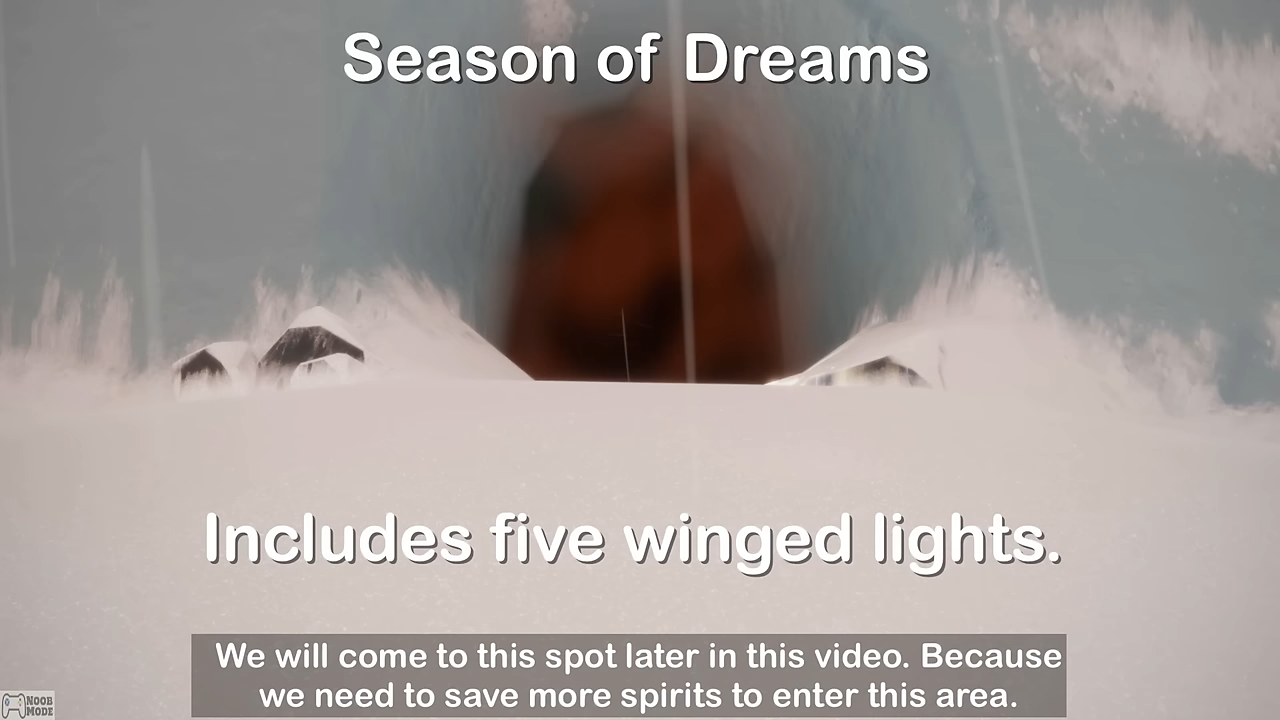 Season of Dreams
Includes five winged lights.
We will come to this spot later in this video. Because
we need to save more spirits to enter this area.
NOOB
MODE